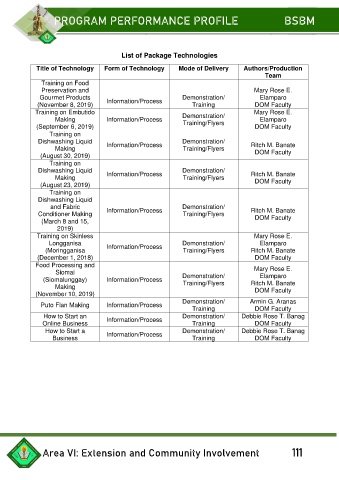 PROGRAM PERFORMANCE PROFILE BSBM
List of Package Technologies
Title of Technology Form of Technology Mode of Delivery Authors/Production Team
Training on Food
Preservation and
Gourmet Products
(November 8, 2019)
Information/Process
Demonstration/
Training
Mary Rose E.
Elamparo
DOM Faculty
Training on Embutido
Making
(September 6, 2019)
Information/Process
Demonstration/
Training/Flyers
Mary Rose E.
Elamparo
DOM Faculty
Training on
Dishwashing Liquid
Making
(August 30, 2019)
Information/Process
Demonstration/
Training/Flyers
Ritch M. Banate
DOM Faculty
Training on
Dishwashing Liquid
Making
(August 23, 2019)
Information/Process
Demonstration/
Training/Flyers
Ritch M. Banate
DOM Faculty
Training on
Dishwashing Liquid
and Fabric
Conditioner Making
(March 8 and 15,
2019)
Information/Process
Demonstration/
Training/Flyers
Ritch M. Banate
DOM Faculty
Training on Skinless
Longganisa
(Moringganisa
(December 1, 2018)
Information/Process
Demonstration/
Training/Flyers
Mary Rose E.
Elamparo
Ritch M. Banate
DOM Faculty
Food Processing and
Siomai
(Siomalunggay)
Making
(November 10, 2019)
Information/Process
Demonstration/
Training/Flyers
Mary Rose E.
Elamparo
Ritch M. Banate
DOM Faculty
Puto Flan Making
Information/Process
Demonstration/
Training
Armin G. Aranas
DOM Faculty
How to Start an
Online Business
Information/Process
Demonstration/
Training
Debbie Rose T. Banag
DOM Faculty
How to Start a
Business
Information/Process
Demonstration/
Training
Debbie Rose T. Banag
DOM Faculty
Area VI: Extension and Community Involvement 111